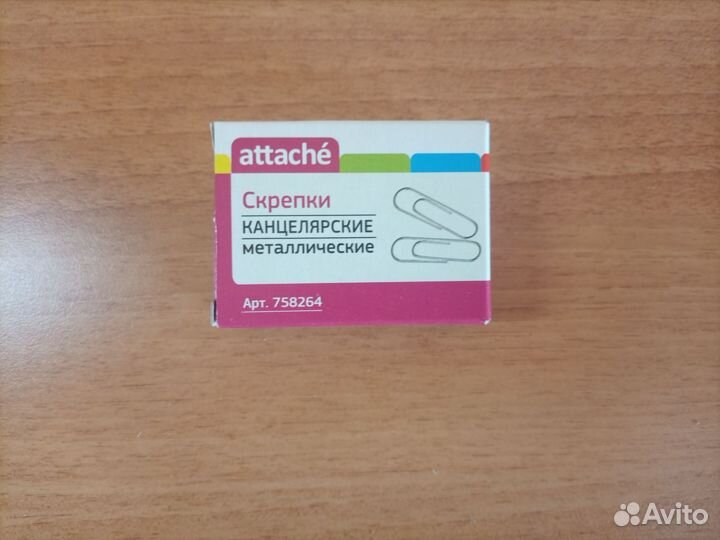 attaché
Скрепки
КАНЦЕЛЯРСКИЕ
металлические
Арт. 758264
Avito